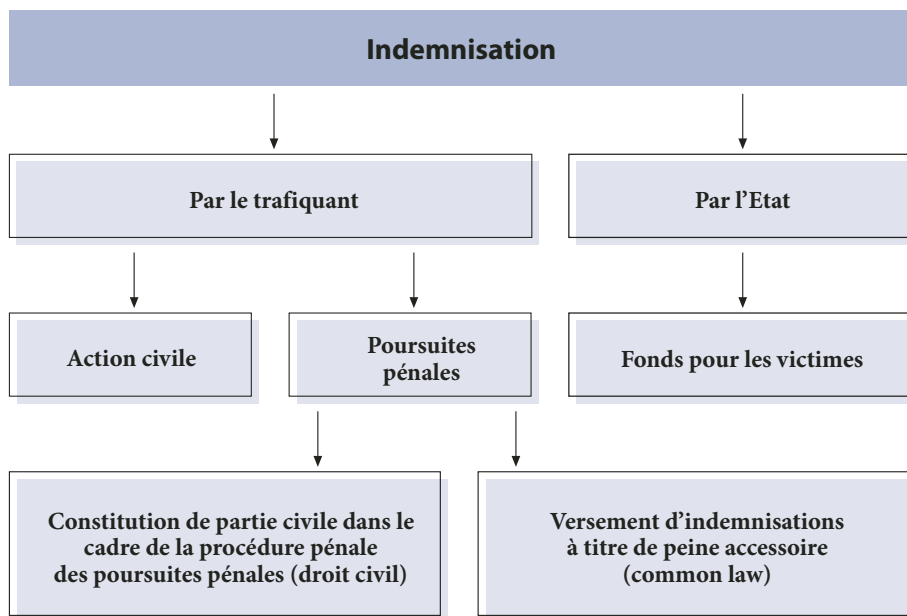 Indemnisation
Par le trafiquant
Par l’Etat
Action civile
Poursuites
pénales
Fonds pour les victimes
Constitution de partie civile dans le
cadre de la procédure pénale
des poursuites pénales (droit civil)
Versement d’indemnisations
à titre de peine accessoire
(common law)